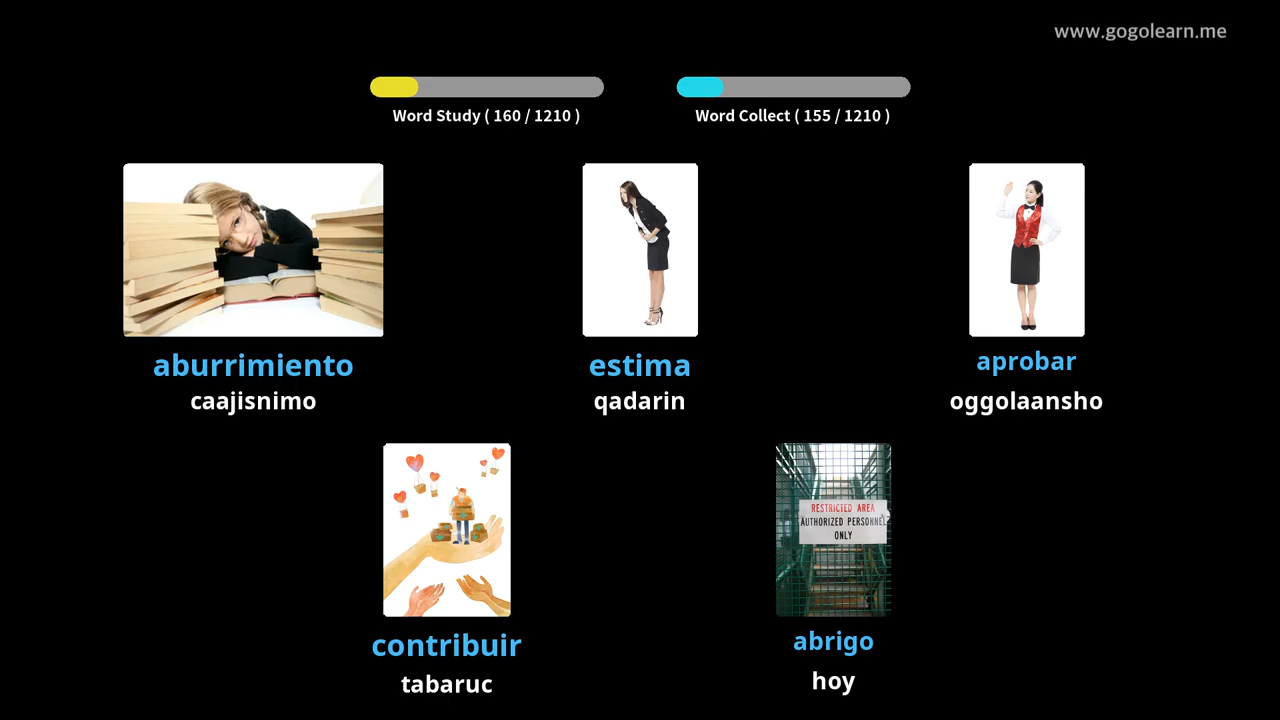 www.gogolearn.me
Word Study ( 160 / 1210 )
Word Collect ( 155 / 1210 )
aburrimiento
caajisnimo
estima
qadarin
aprobar
oggolaansho
RESTRICTED AREA
AUTHORIZED PERSONNEL
ONLY
contribuir
tabaruc
abrigo
hoy